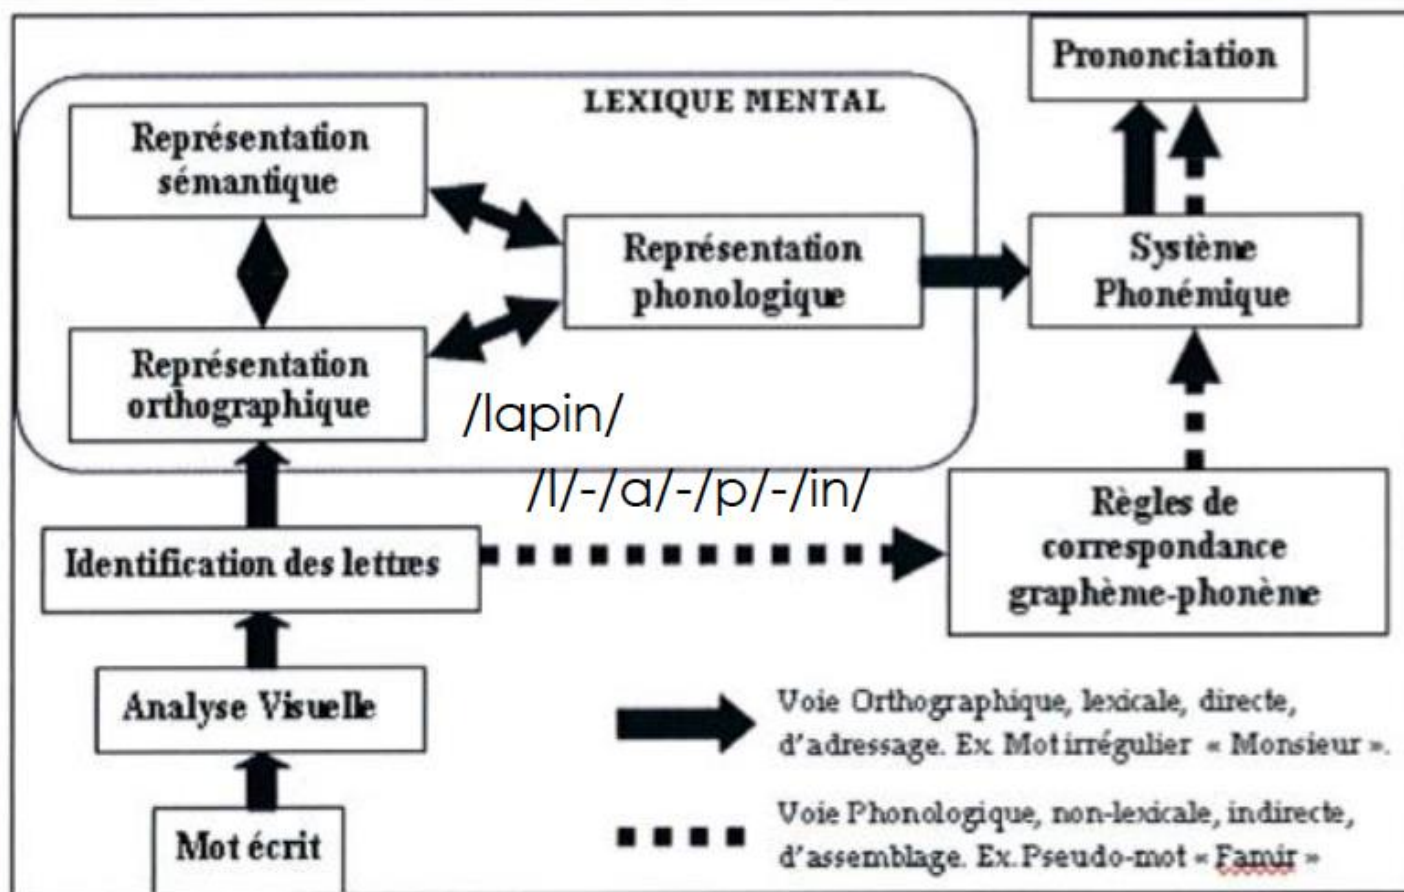 Prononciation
LEXIQUE MENTAL
Représentation
sémantique
Représentation
phonologique
Système
Phonémique
Représentation
orthographique
/lapin/
/l/-/a/-/p/-/in/
Règles de
correspondance
graphème-phonème
Identification des lettres
Analyse Visuelle
Mot écrit
Voie Orthographique, lexicale, directe,
d'adressage. Ex. Mot irrégulier « Monsieur ».
Voie Phonologique, non-lexicale, indirecte,
d'assemblage. Ex. Pseudo-mot « Famir »